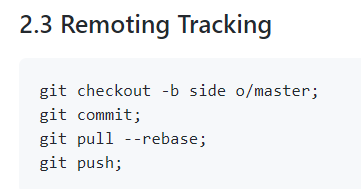 2.3 Remoting Tracking
git checkout -b side o/master;
git commit;
git pull --rebase;
git push;